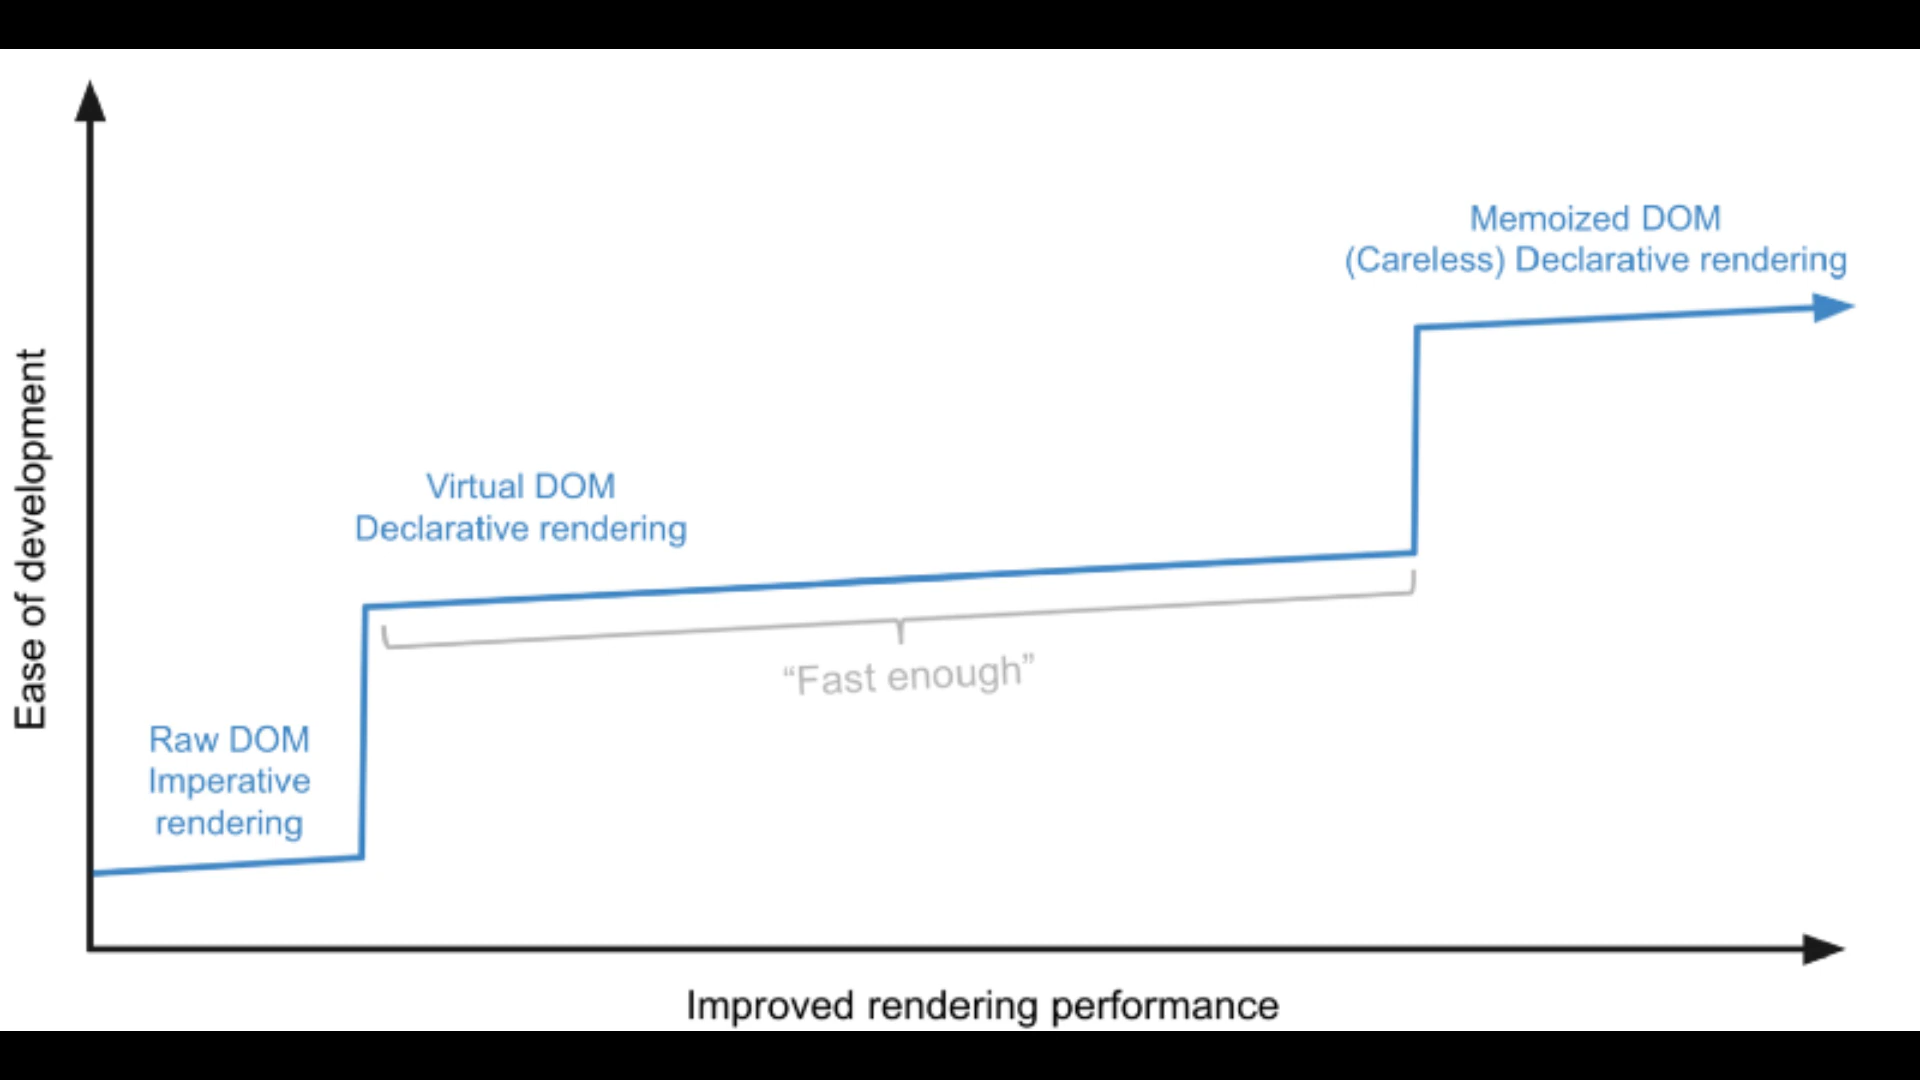 Memoized DOM
(Careless) Declarative rendering
Virtual DOM
Declarative rendering
“Fast enough”
Raw DOM
Imperative
rendering
Ease of development
Improved rendering performance